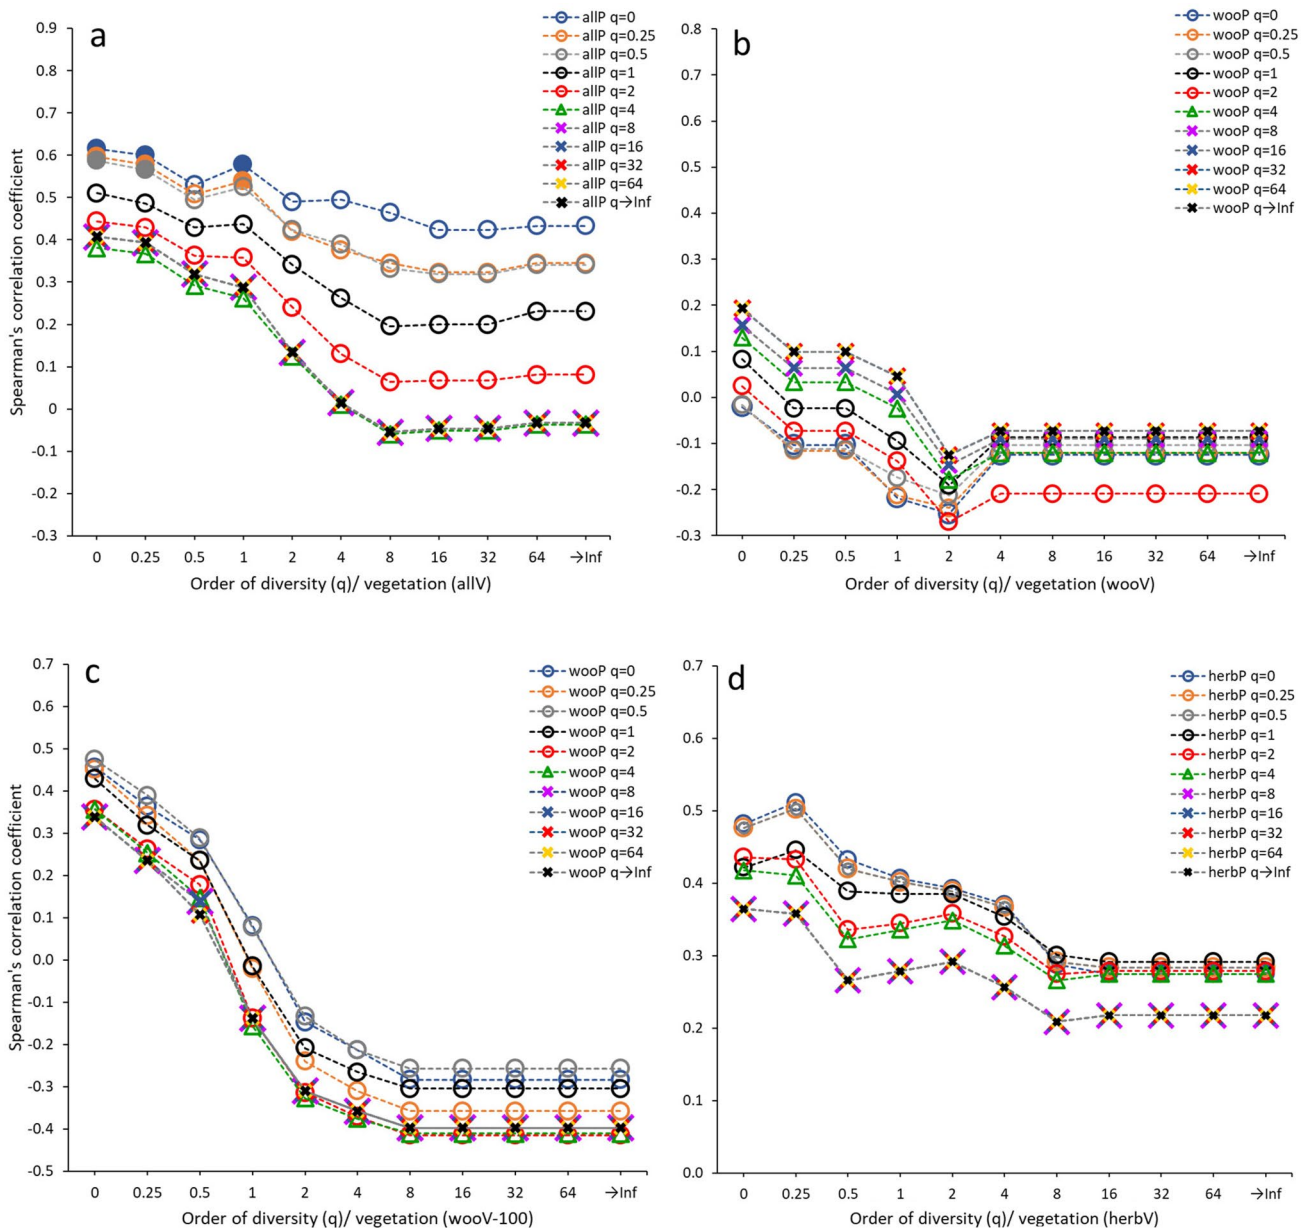 a
Spearman's correlation coefficient
0.9
0.8
0.7
0.6
0.5
0.4
0.3
0.2
0.1
0
-0.1
-0.2
-0.3
0 0.25 0.5 1 2 4 8 16 32 64 →Inf
Order of diversity (q)/ vegetation (allV)
allP q=0
allP q=0.25
allP q=0.5
allP q=1
allP q=2
allP q=4
allP q=8
allP q=16
allP q=32
allP q=64
allP q→Inf
b
0.8
0.7
0.6
0.5
0.4
0.3
0.2
0.1
0.0
-0.1
-0.2
-0.3
0 0.25 0.5 1 2 4 8 16 32 64 →Inf
Order of diversity (q)/ vegetation (wooV)
wooP q=0
wooP q=0.25
wooP q=0.5
wooP q=1
wooP q=2
wooP q=4
wooP q=8
wooP q=16
wooP q=32
wooP q=64
wooP q→Inf
c
Spearman's correlation coefficient
0.7
0.6
0.5
0.4
0.3
0.2
0.1
0.0
-0.1
-0.2
-0.3
-0.4
-0.5
0 0.25 0.5 1 2 4 8 16 32 64 →Inf
Order of diversity (q)/ vegetation (wooV-100)
wooP q=0
wooP q=0.25
wooP q=0.5
wooP q=1
wooP q=2
wooP q=4
wooP q=8
wooP q=16
wooP q=32
wooP q=64
wooP q→Inf
d
0.7
0.6
0.5
0.4
0.3
0.2
0.1
0.0
0 0.25 0.5 1 2 4 8 16 32 64 →Inf
Order of diversity (q)/ vegetation (herbV)
herbP q=0
herbP q=0.25
herbP q=0.5
herbP q=1
herbP q=2
herbP q=4
herbP q=8
herbP q=16
herbP q=32
herbP q=64
herbP q→Inf